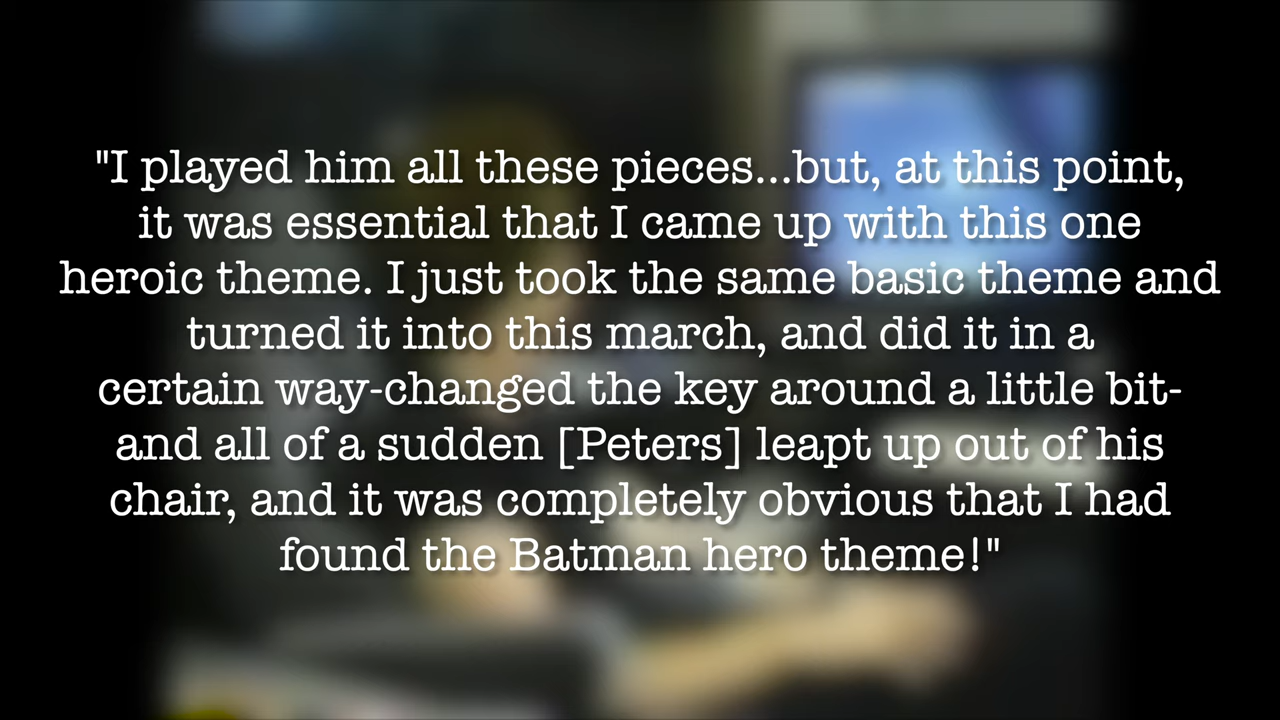 "I played him all these pieces...but, at this point,
it was essential that I came up with this one
heroic theme. I just took the same basic theme and
turned it into this march, and did it in a
certain way-changed the key around a little bit-
and all of a sudden [Peters] leapt up out of his
chair, and it was completely obvious that I had
found the Batman hero theme!"